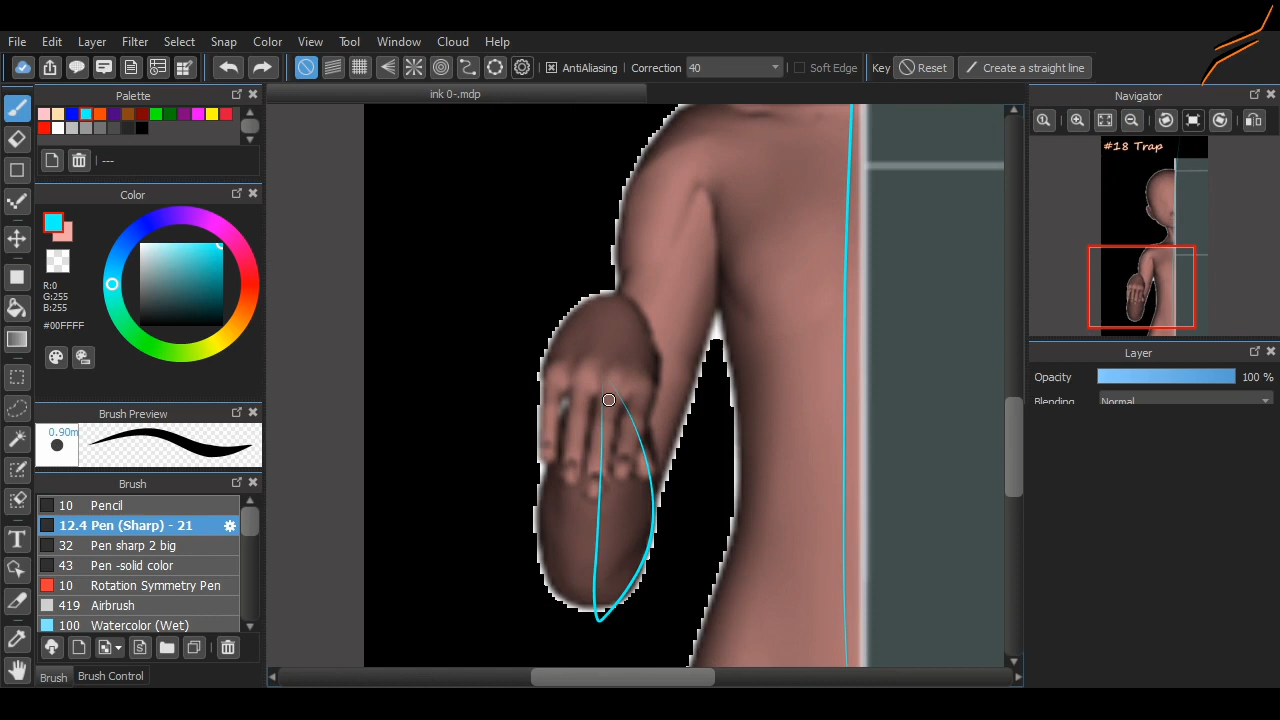 File Edit Layer Filter Select Snap Color View Tool Window Cloud Help
AntiAliasing Correction 40 Soft Edge Key Reset Create a straight line
Palette
---
Color
R:0
G:255
B:255
#00FFFF
Brush Preview
0.90m
Brush
10 Pencil
12.4 Pen (Sharp) - 21
32 Pen sharp 2 big
43 Pen -solid color
10 Rotation Symmetry Pen
419 Airbrush
100 Watercolor (Wet)
Brush Brush Control
ink 0-.mdp
Navigator
#18 Trap
Layer
Opacity 100 %
Blending Normal